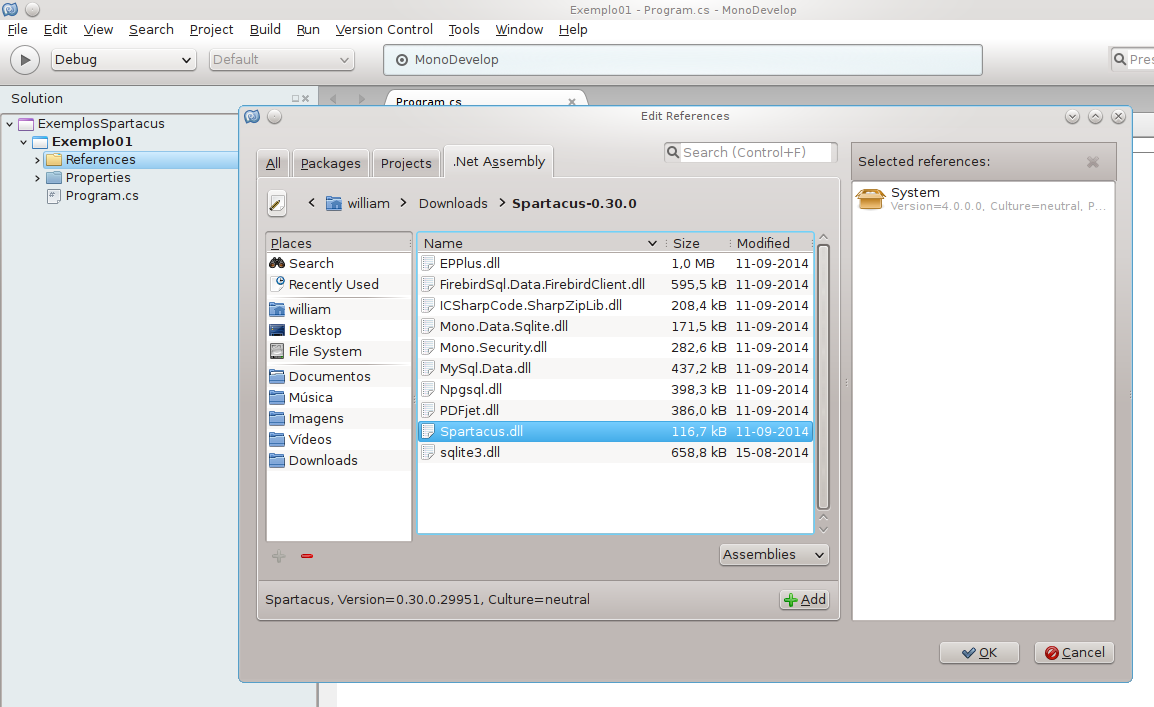 Exemplo01 - Program.cs - MonoDevelop
File Edit View Search Project Build Run Version Control Tools Window Help
Debug Default MonoDevelop Pres
Solution
Program.cs
ExemplosSpartacus
Exemplo01
References
Properties
Program.cs
Edit References
All Packages Projects .Net Assembly Search (Control+F)
william Downloads Spartacus-0.30.0
Places
Search
Recently Used
william
Desktop
File System
Documentos
Música
Imagens
Vídeos
Downloads
Name Size Modified
EPPlus.dll 1,0 MB 11-09-2014
FirebirdSql.Data.FirebirdClient.dll 595,5 kB 11-09-2014
ICSharpCode.SharpZipLib.dll 208,4 kB 11-09-2014
Mono.Data.Sqlite.dll 171,5 kB 11-09-2014
Mono.Security.dll 282,6 kB 11-09-2014
MySql.Data.dll 437,2 kB 11-09-2014
Npgsql.dll 398,3 kB 11-09-2014
PDFjet.dll 386,0 kB 11-09-2014
Spartacus.dll 116,7 kB 11-09-2014
sqlite3.dll 658,8 kB 15-08-2014
Assemblies
Spartacus, Version=0.30.0.29951, Culture=neutral
Add
Selected references:
System
Version=4.0.0.0, Culture=neutral, P...
OK Cancel